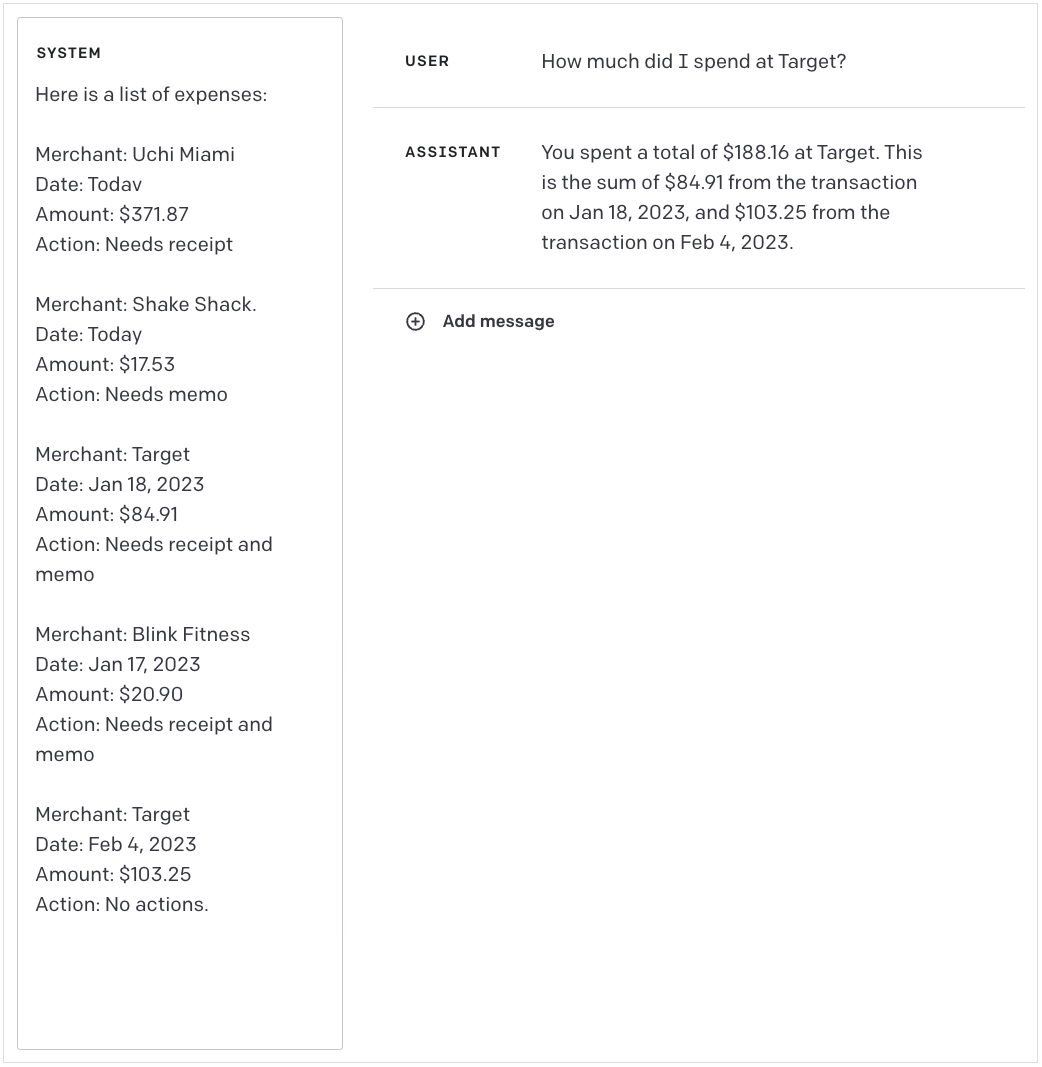 SYSTEM
Here is a list of expenses:
Merchant: Uchi Miami
Date: Todav
Amount: $371.87
Action: Needs receipt
Merchant: Shake Shack.
Date: Today
Amount: $17.53
Action: Needs memo
Merchant: Target
Date: Jan 18, 2023
Amount: $84.91
Action: Needs receipt and
memo
Merchant: Blink Fitness
Date: Jan 17, 2023
Amount: $20.90
Action: Needs receipt and
memo
Merchant: Target
Date: Feb 4, 2023
Amount: $103.25
Action: No actions.
USER
How much did I spend at Target?
ASSISTANT
You spent a total of $188.16 at Target. This
is the sum of $84.91 from the transaction
on Jan 18, 2023, and $103.25 from the
transaction on Feb 4, 2023.
Add message